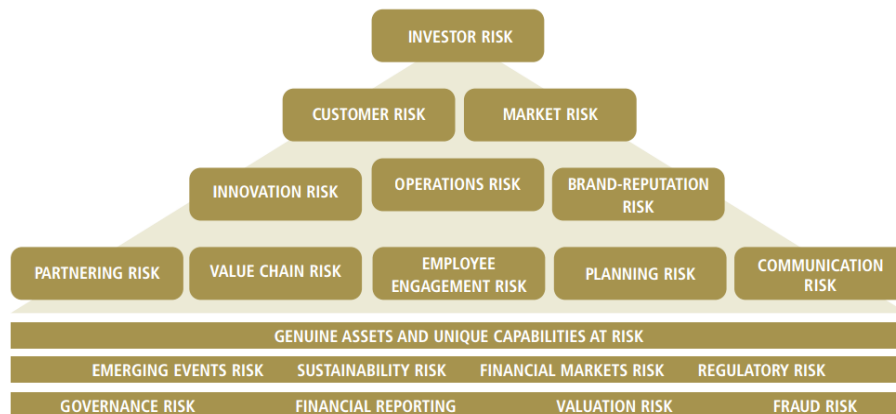 INVESTOR RISK
CUSTOMER RISK
MARKET RISK
INNOVATION RISK
OPERATIONS RISK
BRAND-REPUTATION
RISK
PARTNERING RISK
VALUE CHAIN RISK
EMPLOYEE
ENGAGEMENT RISK
PLANNING RISK
COMMUNICATION
RISK
GENUINE ASSETS AND UNIQUE CAPABILITIES AT RISK
EMERGING EVENTS RISK SUSTAINABILITY RISK FINANCIAL MARKETS RISK REGULATORY RISK
GOVERNANCE RISK FINANCIAL REPORTING VALUATION RISK FRAUD RISK